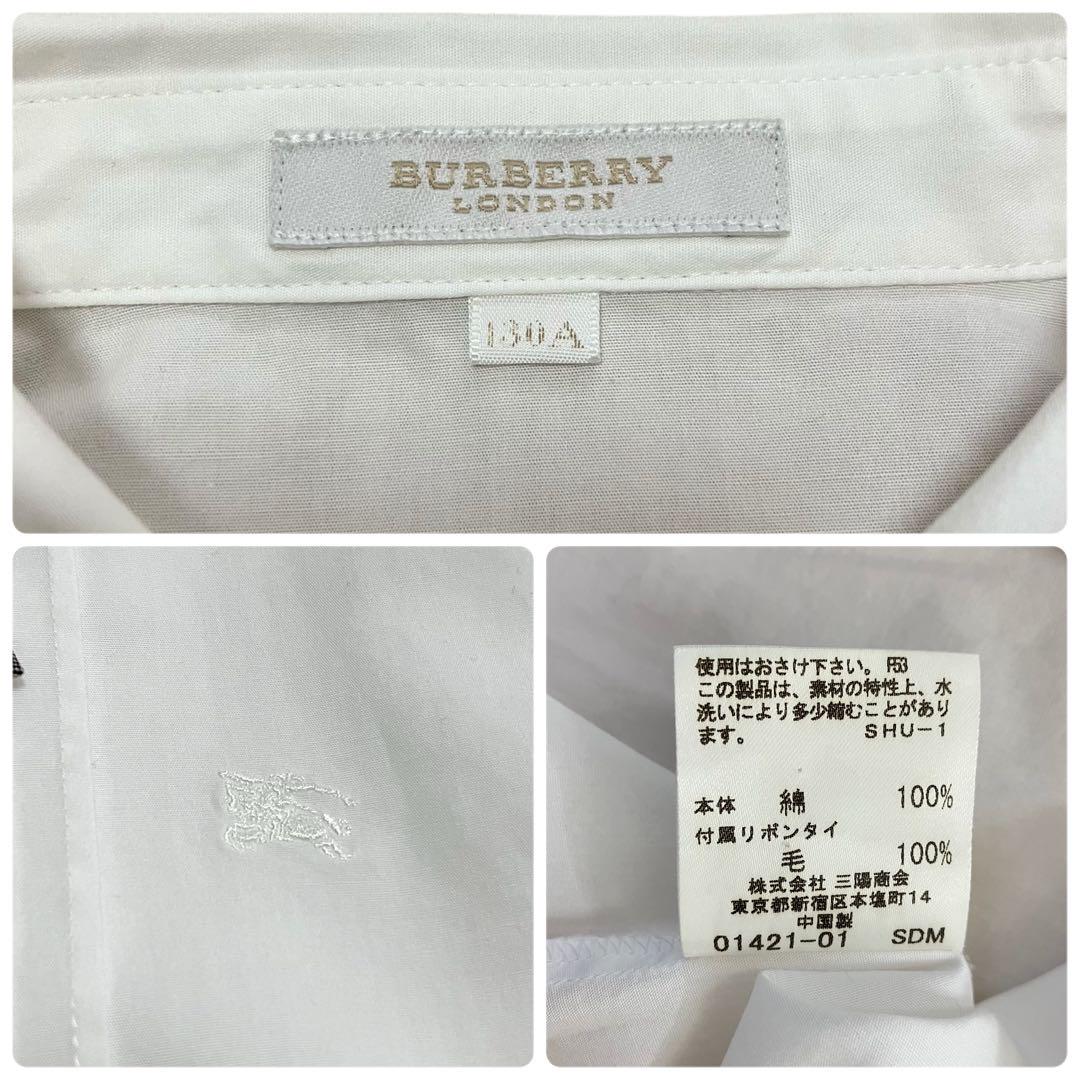 BURBERRY
LONDON
130A
使用はおさけ下さい。 F53
この製品は、素材の特性上、水
洗いにより多少縮むことがあり
ます。 SHU-1
本体 綿 100%
付属リボンタイ
毛 100%
株式会社 三陽商会
東京都新宿区本塩町14
中国製
01421-01 SDM